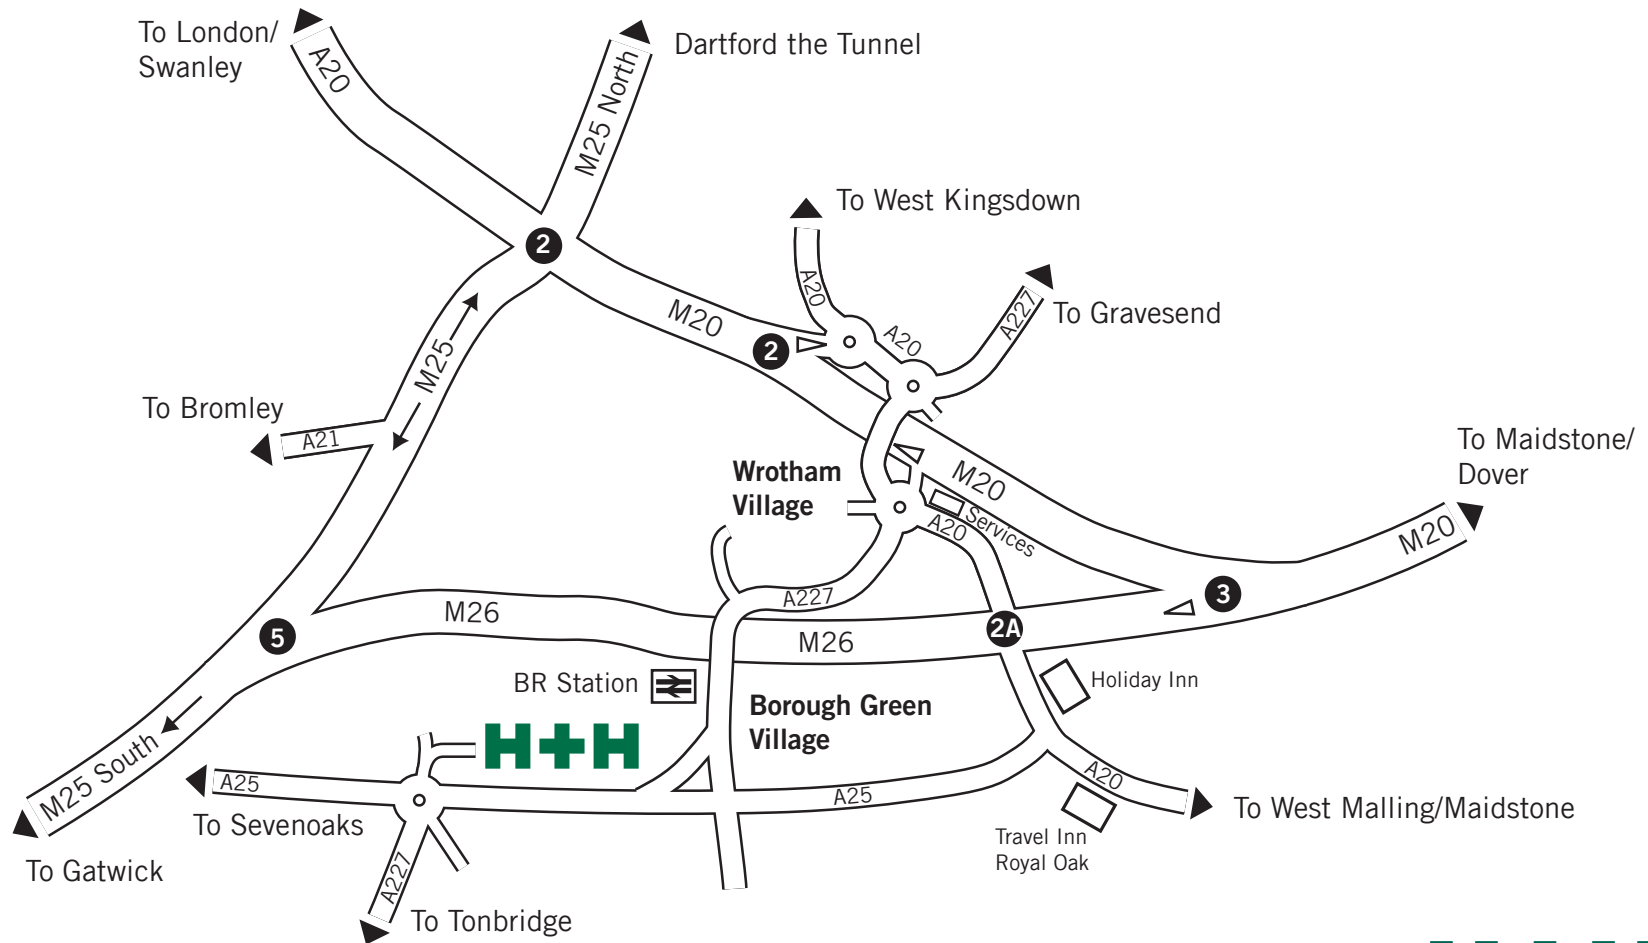 To London/
Swanley
A20
M25 North
Dartford the Tunnel
2
To West Kingsdown
A20
A20
A227
To Gravesend
M20
2
M25
To Bromley
A21
To Maidstone/
Dover
M20
Wrotham
Village
M20
Services
A20
A227
M26
M26
2A
3
5
BR Station
Holiday Inn
Borough Green
Village
H+H
M25 South
A25
A25
A20
To Sevenoaks
To West Malling/Maidstone
Travel Inn
Royal Oak
To Gatwick
A227
To Tonbridge